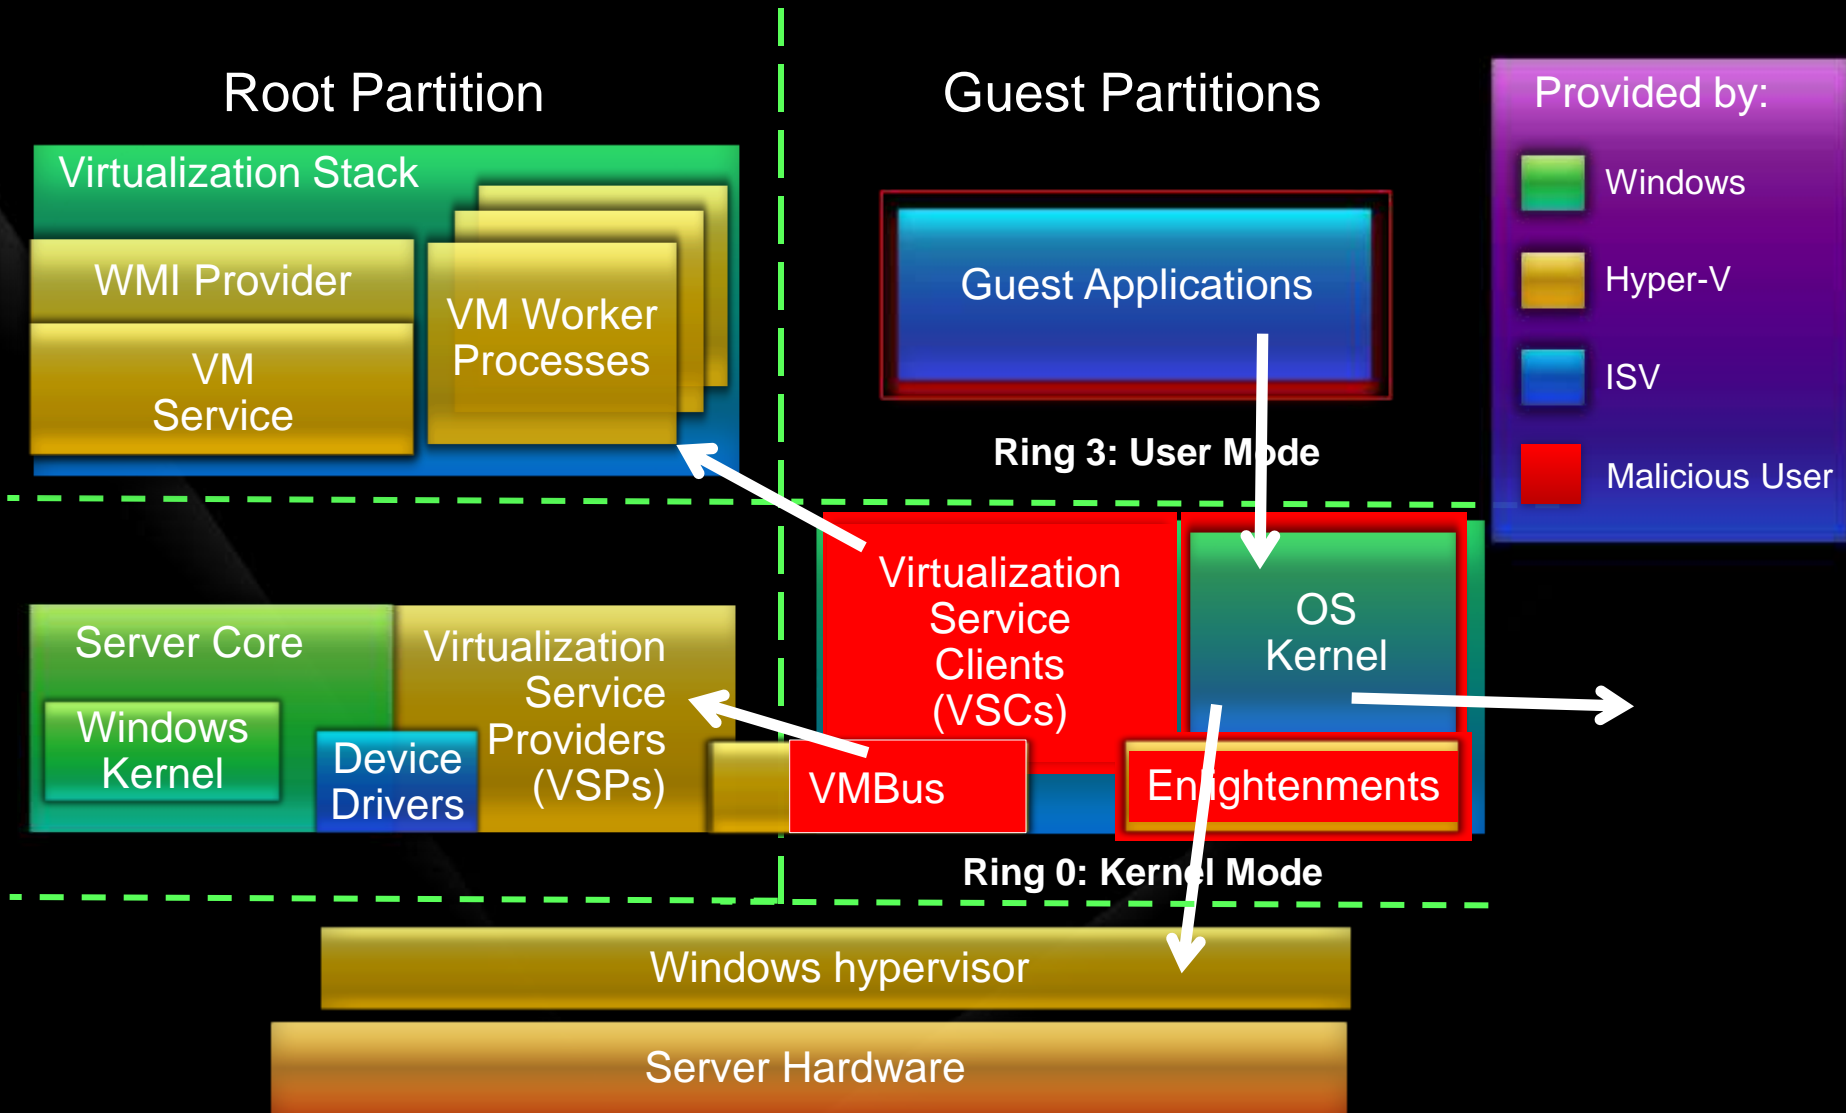 Root Partition
Guest Partitions
Provided by:
Virtualization Stack
WMI Provider
VM
Service
VM Worker
Processes
Guest Applications
Windows
Hyper-V
ISV
Malicious User
Ring 3: User Mode
Server Core
Windows
Kernel
Device
Drivers
Virtualization
Service
Providers
(VSPs)
Virtualization
Service
Clients
(VSCs)
OS
Kernel
VMBus
Enlightenments
Ring 0: Kernel Mode
Windows hypervisor
Server Hardware